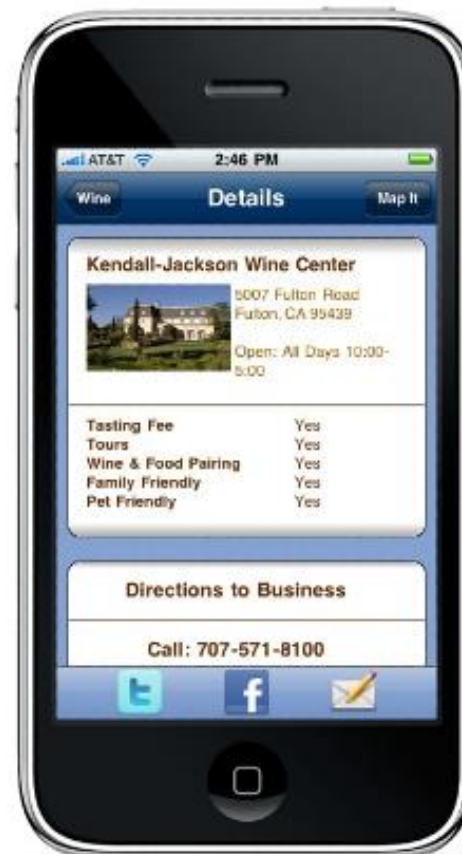 AT&T 2:46 PM
Wine Details Map It
Kendall-Jackson Wine Center
5007 Fulton Road
Fulton, CA 95439
Open: All Days 10:00-
5:00
Tasting Fee Yes
Tours Yes
Wine & Food Pairing Yes
Family Friendly Yes
Pet Friendly Yes
Directions to Business
Call: 707-571-8100
t f